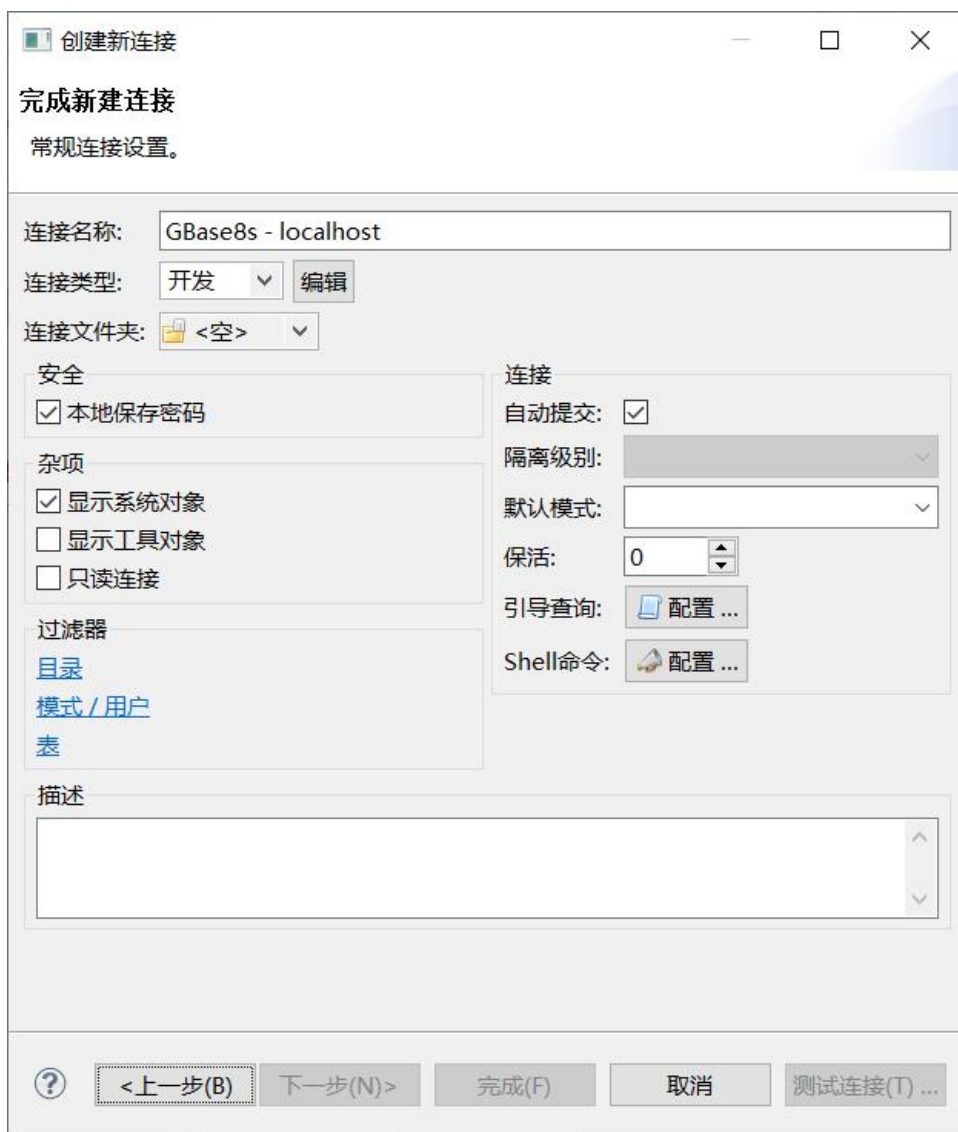 创建新连接
完成新建连接
常规连接设置。
连接名称: GBase8s - localhost
连接类型: 开发 编辑
连接文件夹: <空>
安全
本地保存密码
杂项
显示系统对象
显示工具对象
只读连接
过滤器
目录
模式 / 用户
表
连接
自动提交:
隔离级别:
默认模式:
保活: 0
引导查询: 配置 ...
Shell命令: 配置 ...
描述
<上一步(B) 下一步(N)> 完成(F) 取消 测试连接(T) ...